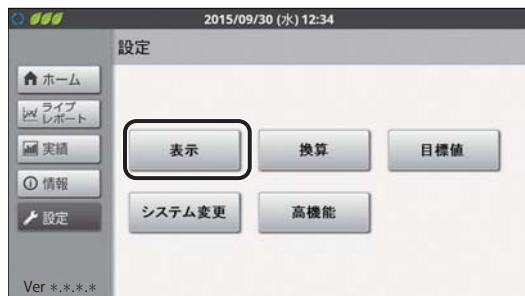 2015/09/30 (水) 12:34
設定
ホーム
ライブ
レポート
実績
情報
設定
表示
換算
目標値
システム変更
高機能
Ver *.*.*.*